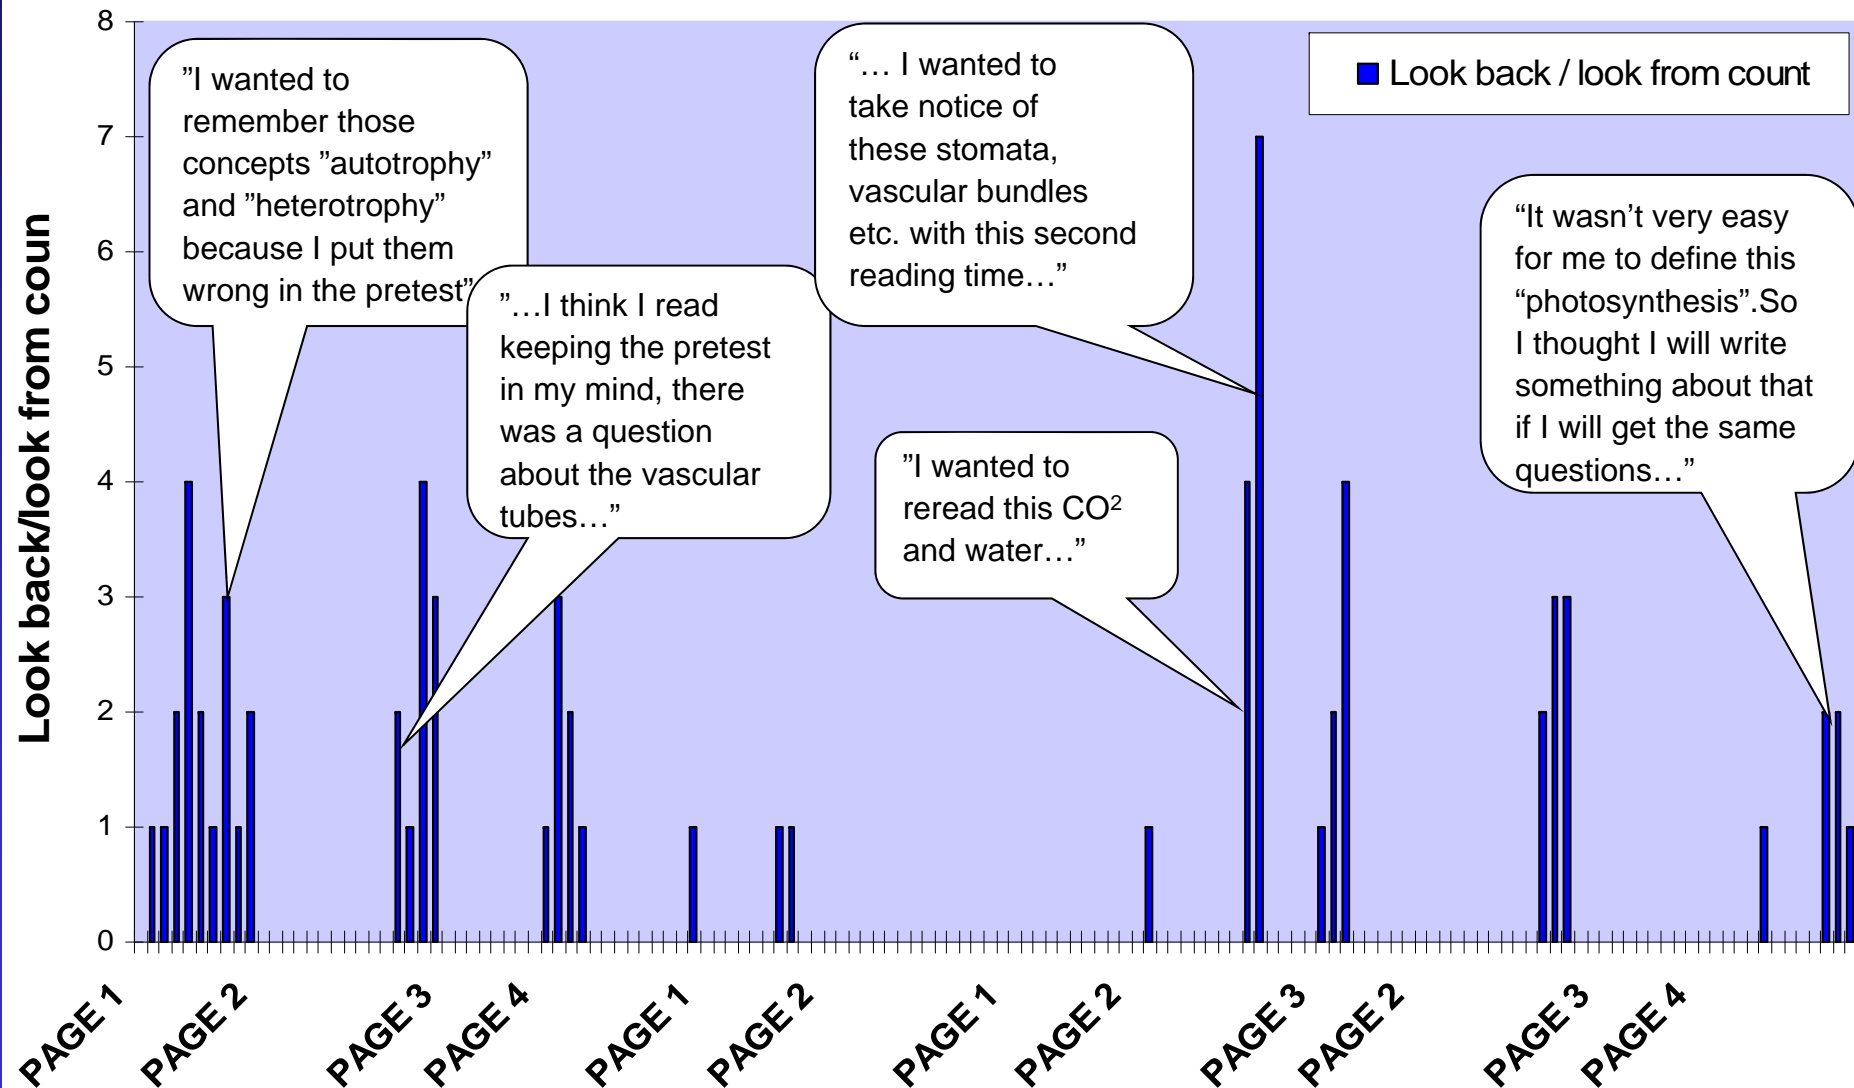 8
7
6
5
4
3
2
1
0
Look back/look from coun
Look back / look from count
”I wanted to
remember those
concepts ”autotrophy”
and ”heterotrophy”
because I put them
wrong in the pretest”
”…I think I read
keeping the pretest
in my mind, there
was a question
about the vascular
tubes…”
“… I wanted to
take notice of
these stomata,
vascular bundles
etc. with this second
reading time…”
”I wanted to
reread this CO²
and water…”
“It wasn’t very easy
for me to define this
“photosynthesis”.So
I thought I will write
something about that
if I will get the same
questions…”
PAGE 1
PAGE 2
PAGE 3
PAGE 4
PAGE 1
PAGE 2
PAGE 1
PAGE 2
PAGE 3
PAGE 2
PAGE 3
PAGE 4